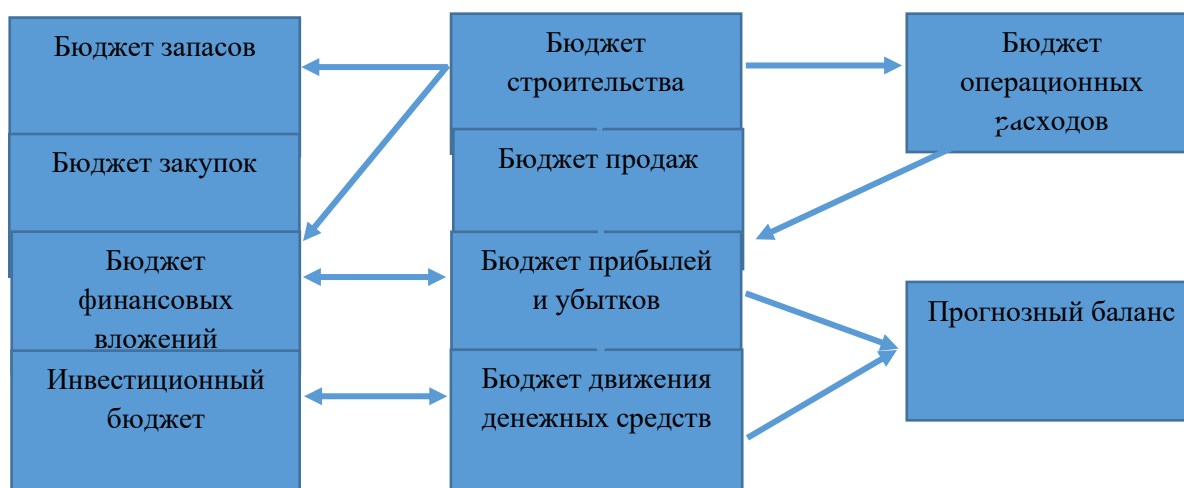 Бюджет запасов
Бюджет
строительства
Бюджет
операционных
расходов
Бюджет закупок
Бюджет продаж
Бюджет
финансовых
вложений
Бюджет прибылей
и убытков
Прогнозный баланс
Инвестиционный
бюджет
Бюджет движения
денежных средств